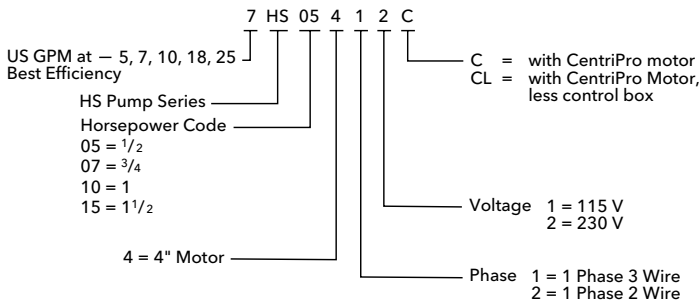 7 HS 05 4 1 2 C
US GPM at — 5, 7, 10, 18, 25
Best Efficiency
HS Pump Series
Horsepower Code
05 = 1/2
07 = 3/4
10 = 1
15 = 1 1/2
4 = 4" Motor
C = with CentriPro motor
CL = with CentriPro Motor,
less control box
Voltage 1 = 115 V
2 = 230 V
Phase 1 = 1 Phase 3 Wire
2 = 1 Phase 2 Wire